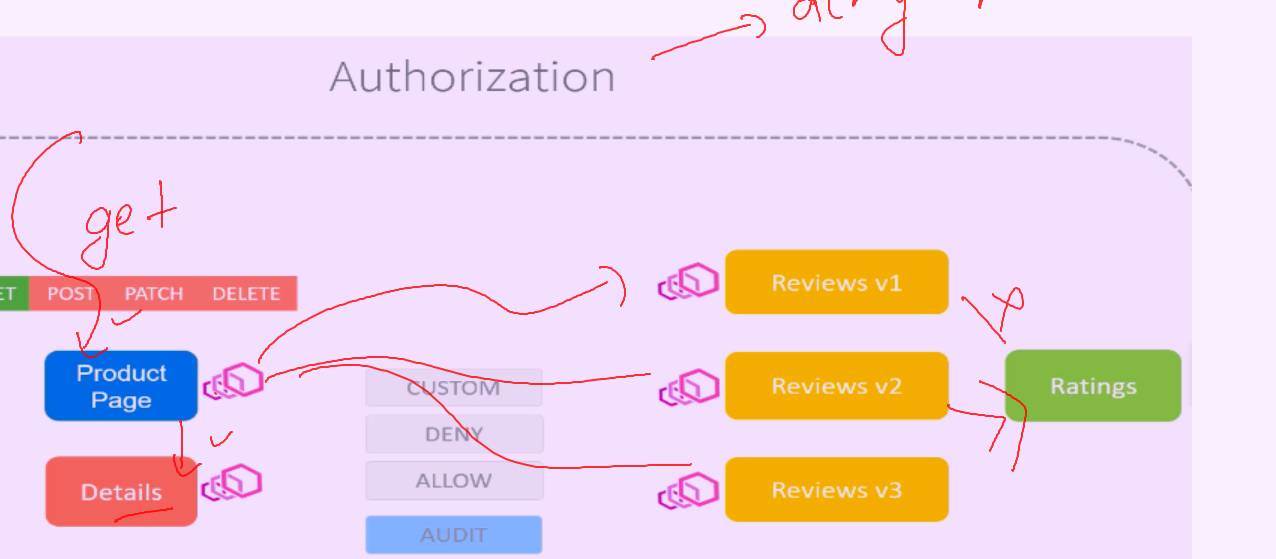 Authorization
get
ET POST PATCH DELETE
Reviews v1
Product
Page
CUSTOM
Reviews v2
Ratings
DENY
Details
ALLOW
Reviews v3
AUDIT